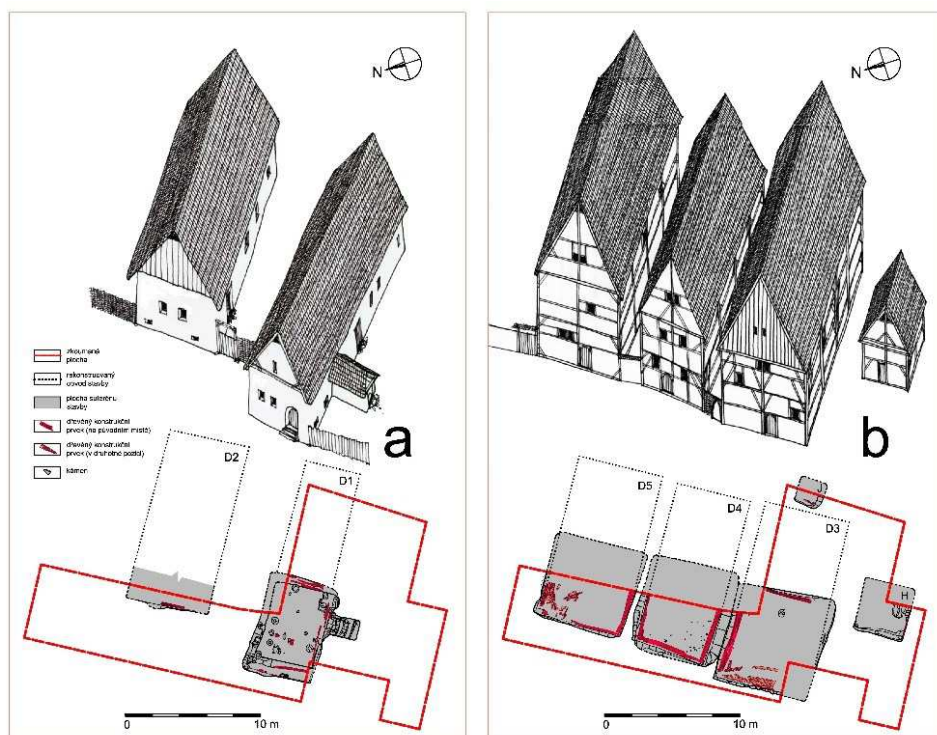 N
a
zkoumaná
plocha
rekonstruovaný
obvod stavby
plocha suterénu
stavby
dřevěný konstrukční
prvek (na původním místě)
dřevěný konstrukční
prvek (v druhotné pozici)
kámen
D2
D1
0
10 m
N
b
D5
D4
D3
H
0
10 m